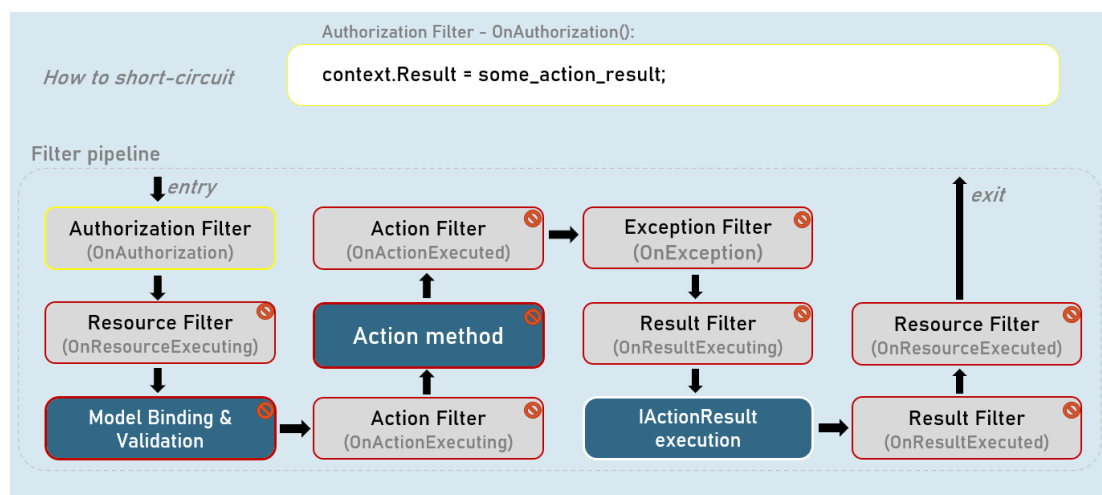 Authorization Filter - OnAuthorization():
How to short-circuit
context.Result = some_action_result;
Filter pipeline
entry
Authorization Filter
(OnAuthorization)
Resource Filter
(OnResourceExecuting)
Model Binding &
Validation
Action Filter
(OnActionExecuting)
Action method
Action Filter
(OnActionExecuted)
Exception Filter
(OnException)
Result Filter
(OnResultExecuting)
IActionResult
execution
Result Filter
(OnResultExecuted)
Resource Filter
(OnResourceExecuted)
exit